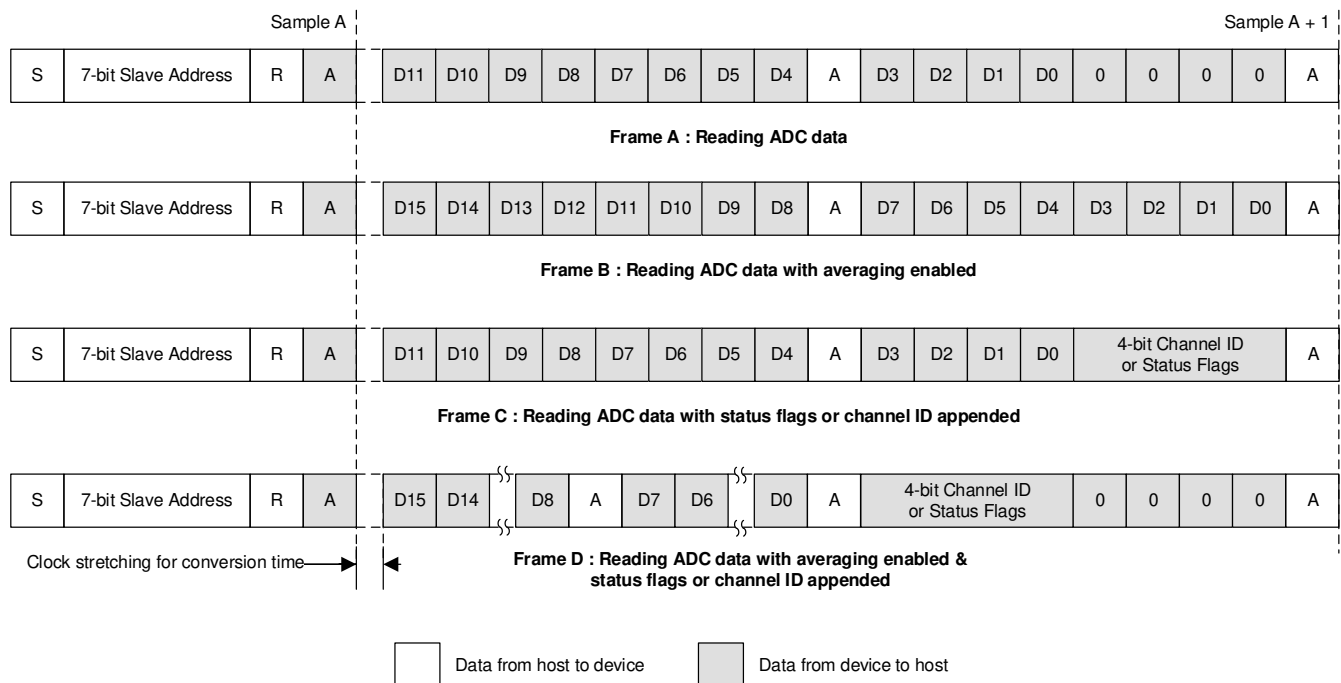 Sample A Sample A + 1
S 7-bit Slave Address R A D11 D10 D9 D8 D7 D6 D5 D4 A D3 D2 D1 D0 0 0 0 0 A
Frame A : Reading ADC data
S 7-bit Slave Address R A D15 D14 D13 D12 D11 D10 D9 D8 A D7 D6 D5 D4 D3 D2 D1 D0 A
Frame B : Reading ADC data with averaging enabled
S 7-bit Slave Address R A D11 D10 D9 D8 D7 D6 D5 D4 A D3 D2 D1 D0 4-bit Channel ID or Status Flags A
Frame C : Reading ADC data with status flags or channel ID appended
S 7-bit Slave Address R A D15 D14 D8 A D7 D6 D0 A 4-bit Channel ID or Status Flags 0 0 0 0 A
Clock stretching for conversion time
Frame D : Reading ADC data with averaging enabled &
status flags or channel ID appended
Data from host to device
Data from device to host